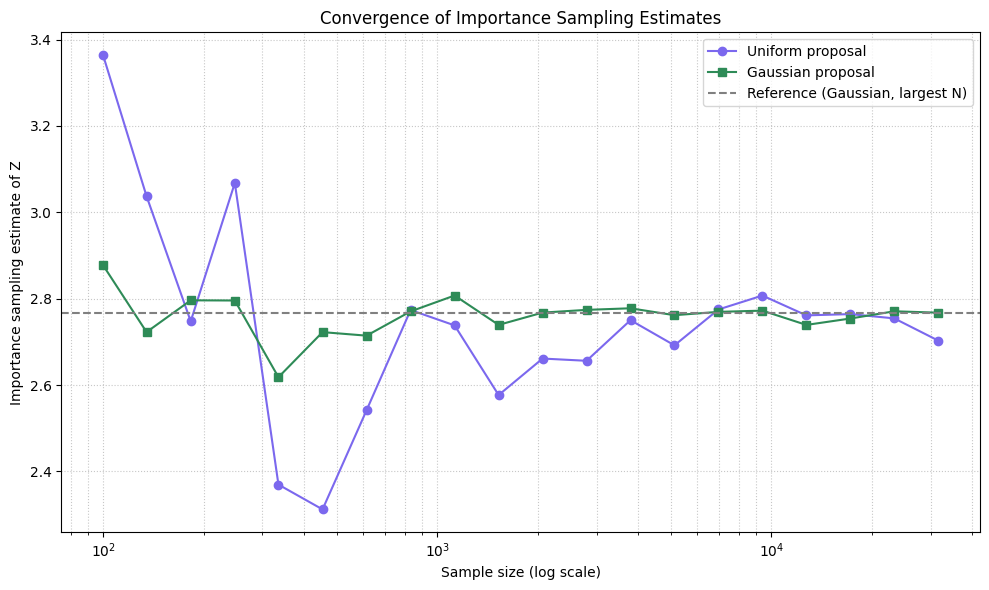 Convergence of Importance Sampling Estimates
Importance sampling estimate of Z
3.4
3.2
3.0
2.8
2.6
2.4
Uniform proposal
Gaussian proposal
Reference (Gaussian, largest N)
10²
10³
10⁴
Sample size (log scale)